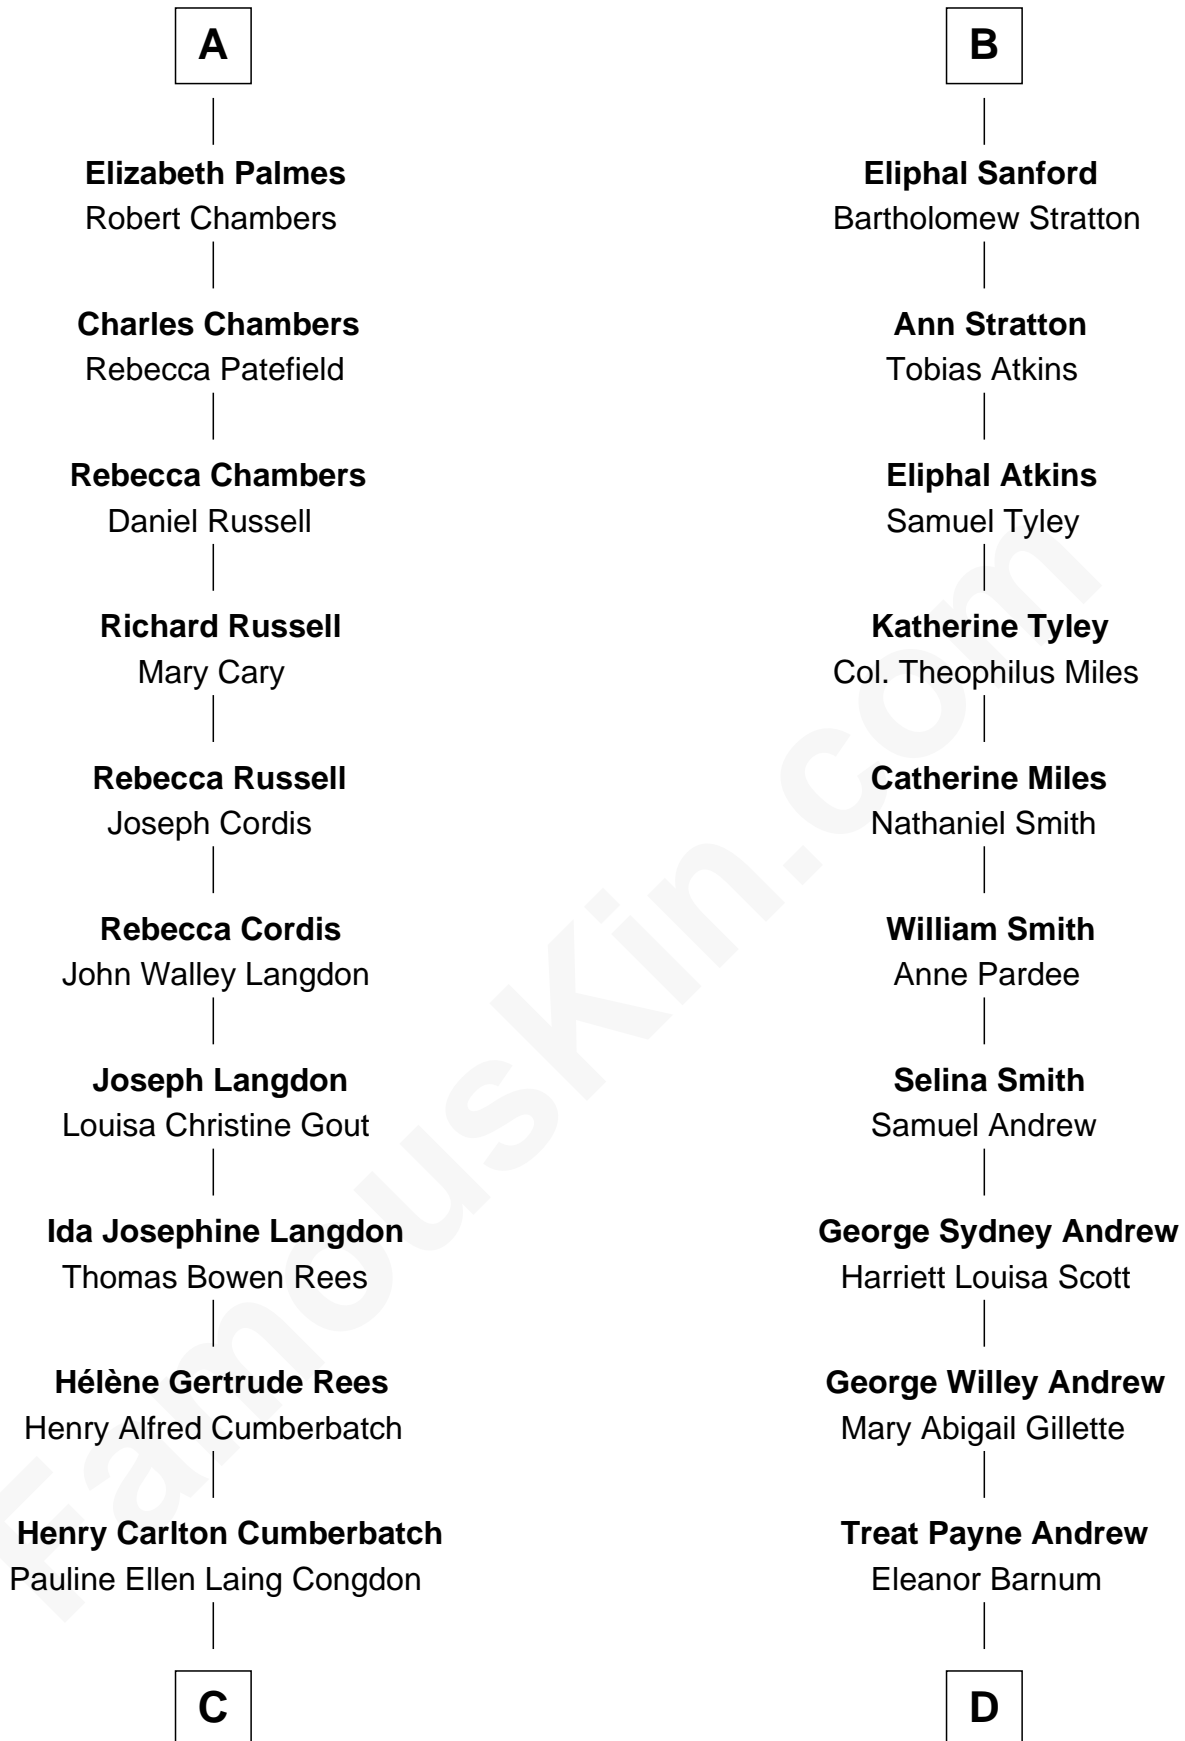 A
Elizabeth Palmes
Robert Chambers
Charles Chambers
Rebecca Patefield
Rebecca Chambers
Daniel Russell
Richard Russell
Mary Cary
Rebecca Russell
Joseph Cordis
Rebecca Cordis
John Walley Langdon
Joseph Langdon
Louisa Christine Gout
Ida Josephine Langdon
Thomas Bowen Rees
Hélène Gertrude Rees
Henry Alfred Cumberbatch
Henry Carlton Cumberbatch
Pauline Ellen Laing Congdon
C
B
Eliphal Sanford
Bartholomew Stratton
Ann Stratton
Tobias Atkins
Eliphal Atkins
Samuel Tyley
Katherine Tyley
Col. Theophilus Miles
Catherine Miles
Nathaniel Smith
William Smith
Anne Pardee
Selina Smith
Samuel Andrew
George Sydney Andrew
Harriett Louisa Scott
George Willey Andrew
Mary Abigail Gillette
Treat Payne Andrew
Eleanor Barnum
D
FamousKin.com